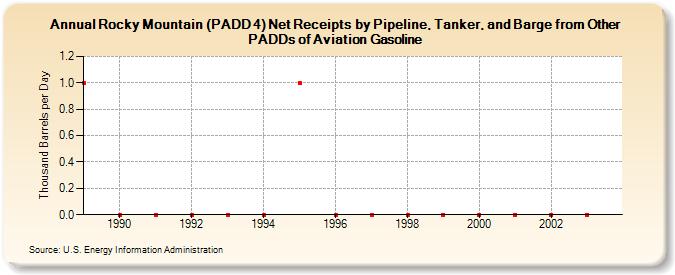 Annual Rocky Mountain (PADD 4) Net Receipts by Pipeline, Tanker, and Barge from Other
PADDs of Aviation Gasoline
Thousand Barrels per Day
1.2
1.0
0.8
0.6
0.4
0.2
0.0
1990 1992 1994 1996 1998 2000 2002
Source: U.S. Energy Information Administration